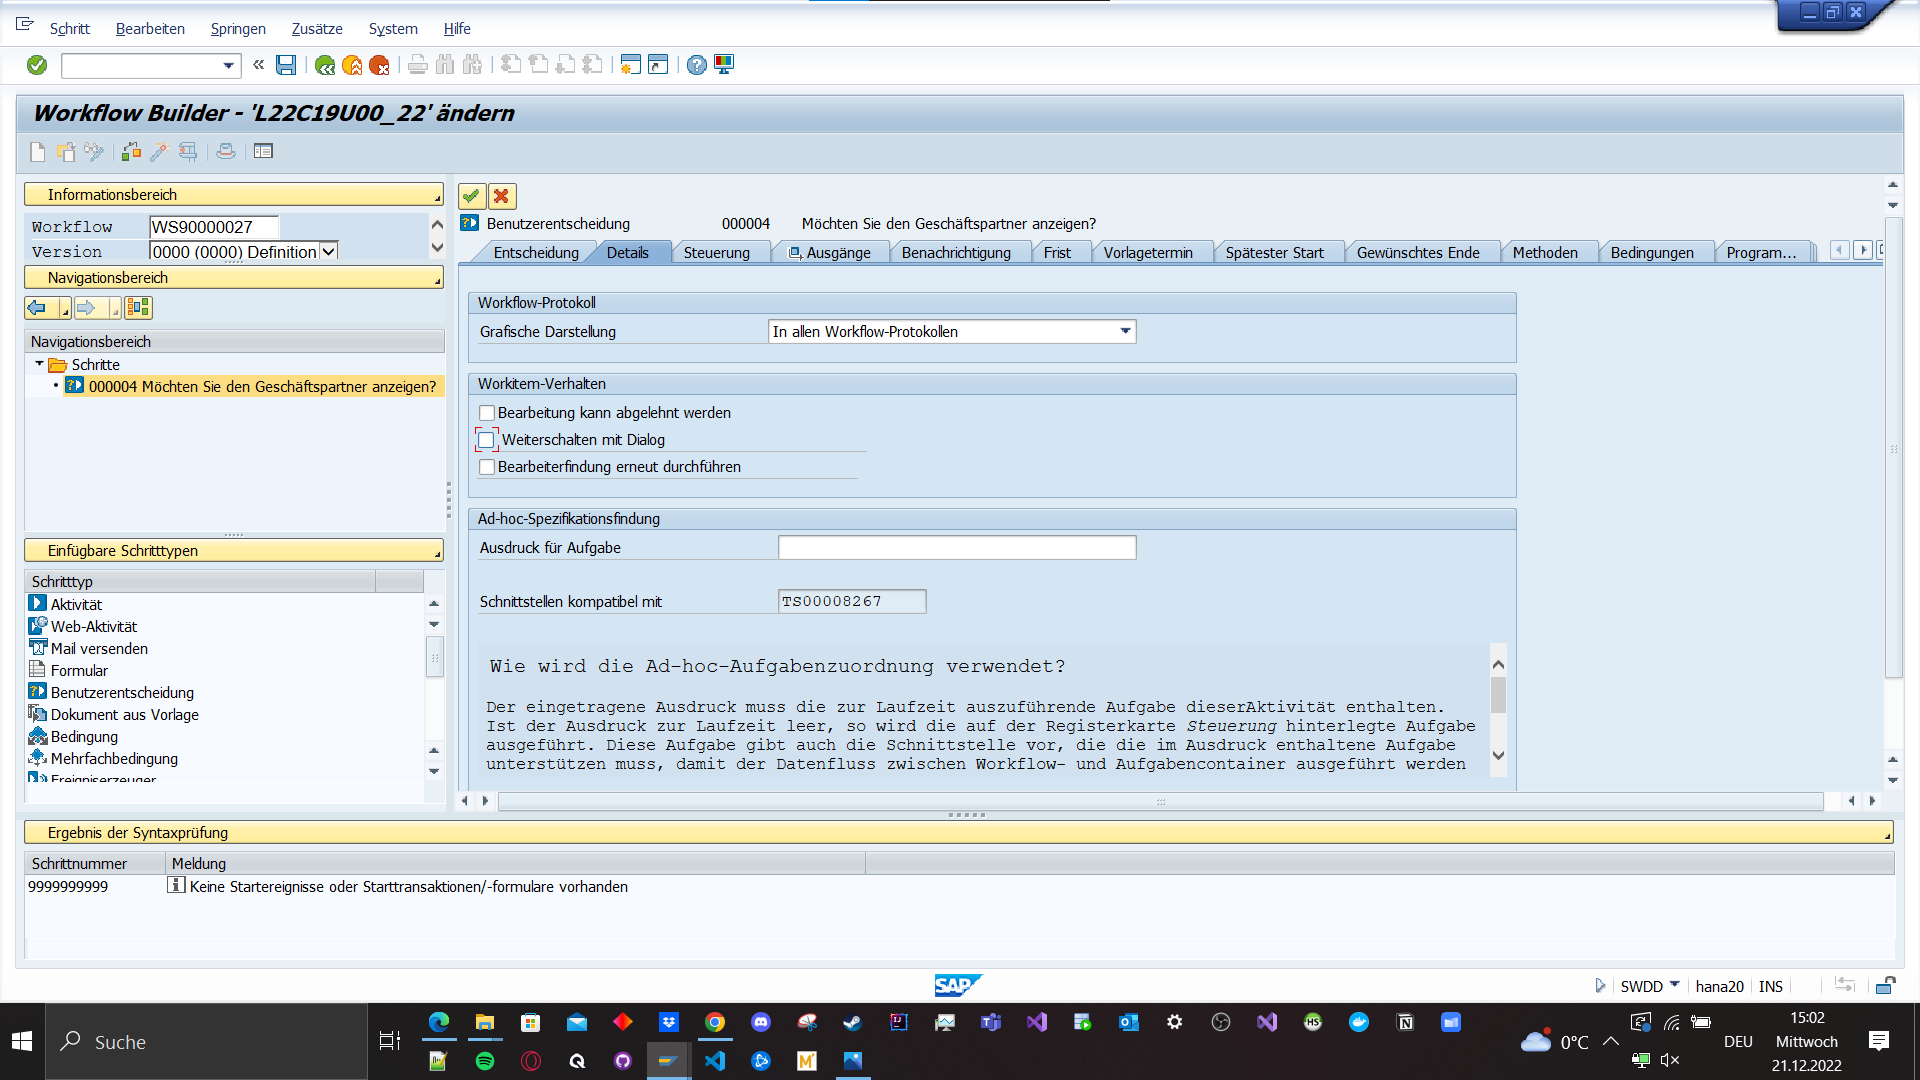 Schritt Bearbeiten Springen Zusätze System Hilfe
Workflow Builder - 'L22C19U00_22' ändern
Informationsbereich
Workflow WS90000027
Version 0000 (0000) Definition
Navigationsbereich
Navigationsbereich
Schritte
000004 Möchten Sie den Geschäftspartner anzeigen?
Einfügbare Schritttypen
Schritttyp
Aktivität
Web-Aktivität
Mail versenden
Formular
Benutzerentscheidung
Dokument aus Vorlage
Bedingung
Mehrfachbedingung
Ereigniserzeuger
Benutzerentscheidung 000004 Möchten Sie den Geschäftspartner anzeigen?
Entscheidung Details Steuerung Ausgänge Benachrichtigung Frist Vorlagetermin Spätester Start Gewünschtes Ende Methoden Bedingungen Program...
Workflow-Protokoll
Grafische Darstellung In allen Workflow-Protokollen
Workitem-Verhalten
Bearbeitung kann abgelehnt werden
Weiterschalten mit Dialog
Bearbeiterfindung erneut durchführen
Ad-hoc-Spezifikationsfindung
Ausdruck für Aufgabe
Schnittstellen kompatibel mit TS00008267
Wie wird die Ad-hoc-Aufgabenzuordnung verwendet?
Der eingetragene Ausdruck muss die zur Laufzeit auszuführende Aufgabe dieserAktivität enthalten.
Ist der Ausdruck zur Laufzeit leer, so wird die auf der Registerkarte Steuerung hinterlegte Aufgabe
ausgeführt. Diese Aufgabe gibt auch die Schnittstelle vor, die die im Ausdruck enthaltene Aufgabe
unterstützen muss, damit der Datenfluss zwischen Workflow- und Aufgabencontainer ausgeführt werden
Ergebnis der Syntaxprüfung
Schrittnummer Meldung
9999999999 Keine Startereignisse oder Starttransaktionen/-formulare vorhanden
SAP
SWDD hana20 INS
Suche
0°C
DEU
15:02
Mittwoch
21.12.2022